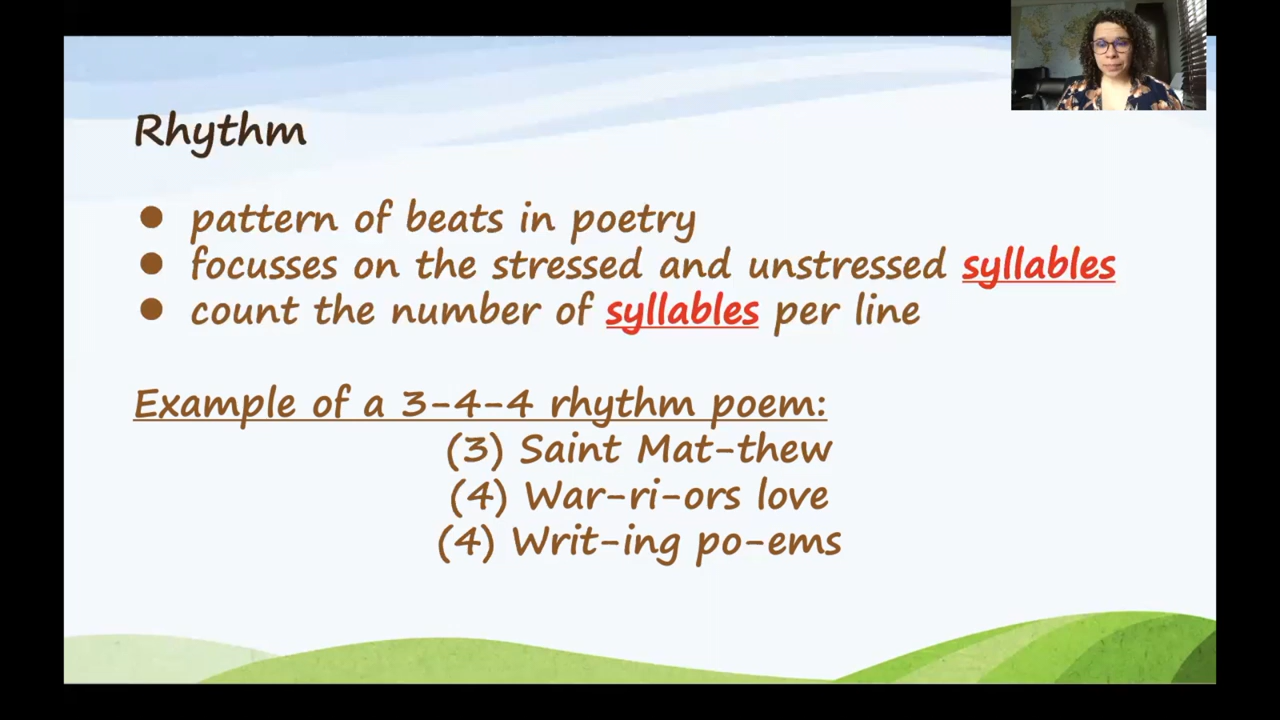 Rhythm
● pattern of beats in poetry
● focusses on the stressed and unstressed syllables
● count the number of syllables per line
Example of a 3-4-4 rhythm poem:
(3) Saint Mat-thew
(4) War-ri-ors love
(4) Writ-ing po-ems